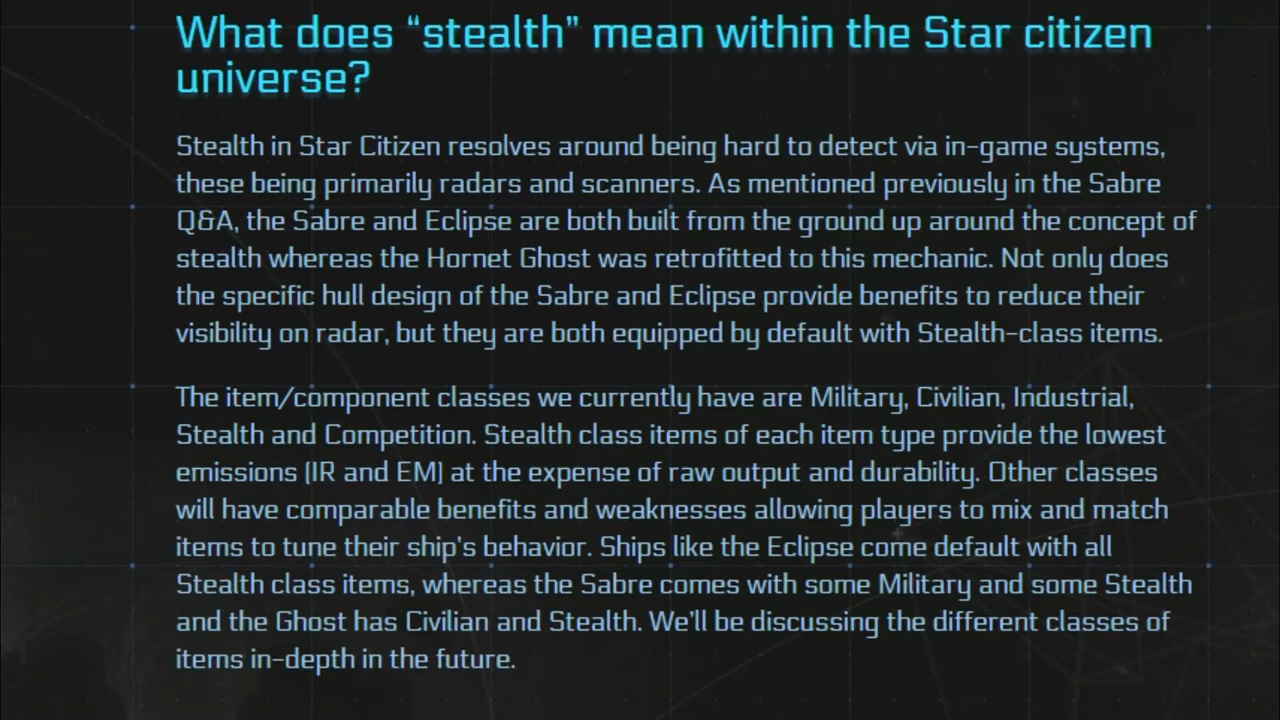 What does “stealth” mean within the Star citizen
universe?
Stealth in Star Citizen resolves around being hard to detect via in-game systems,
these being primarily radars and scanners. As mentioned previously in the Sabre
Q&A, the Sabre and Eclipse are both built from the ground up around the concept of
stealth whereas the Hornet Ghost was retrofitted to this mechanic. Not only does
the specific hull design of the Sabre and Eclipse provide benefits to reduce their
visibility on radar, but they are both equipped by default with Stealth-class items.
The item/component classes we currently have are Military, Civilian, Industrial,
Stealth and Competition. Stealth class items of each item type provide the lowest
emissions (IR and EM) at the expense of raw output and durability. Other classes
will have comparable benefits and weaknesses allowing players to mix and match
items to tune their ship's behavior. Ships like the Eclipse come default with all
Stealth class items, whereas the Sabre comes with some Military and some Stealth
and the Ghost has Civilian and Stealth. We'll be discussing the different classes of
items in-depth in the future.